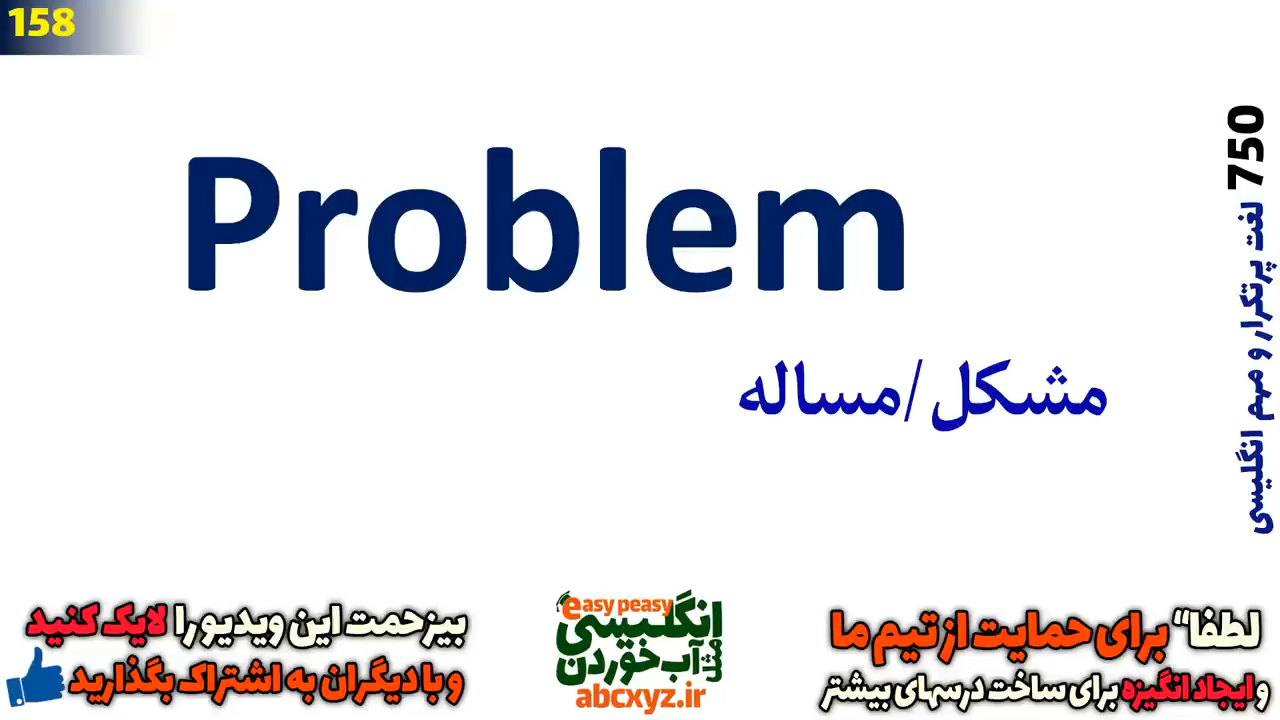 158
Problem
مشکل/مساله
750 لغت پرتکرار و مهم انگلیسی
لطفا“ برای حمایت از تیم ما
و ایجاد انگیزه برای ساخت درسهای بیشتر
easy peasy
انگلیسی
مثل آب خوردن
abcxyz.ir
بیزحمت این ویدیو را لایک کنید
و با دیگران به اشتراک بگذارید